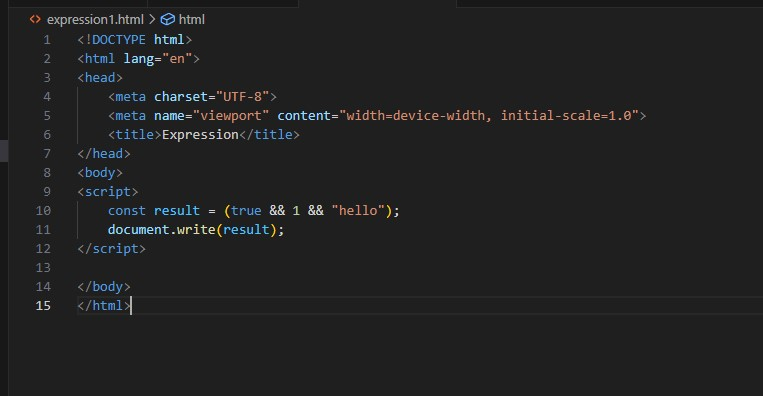 expression1.html > html
1 <!DOCTYPE html>
2 <html lang="en">
3 <head>
4     <meta charset="UTF-8">
5     <meta name="viewport" content="width=device-width, initial-scale=1.0">
6     <title>Expression</title>
7 </head>
8 <body>
9 <script>
10     const result = (true && 1 && "hello");
11     document.write(result);
12 </script>
13
14 </body>
15 </html>